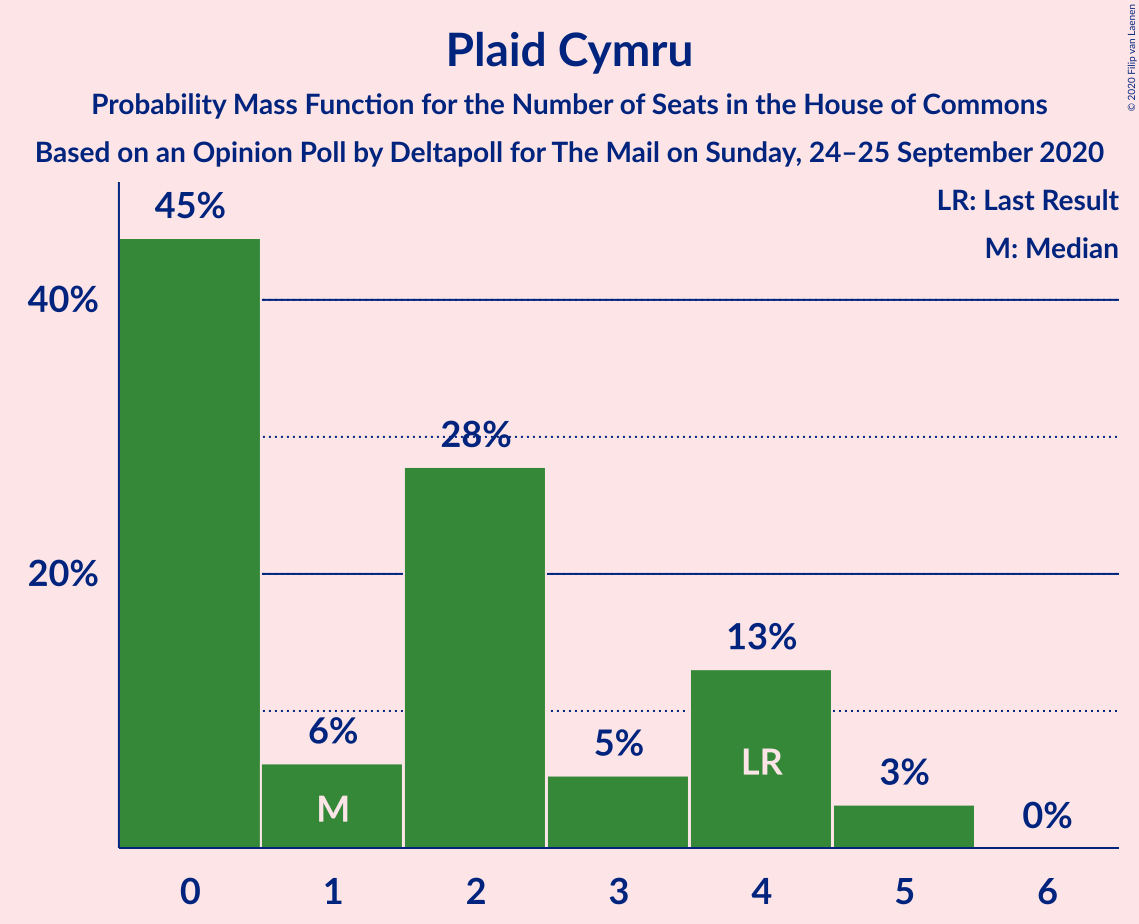 Plaid Cymru
Probability Mass Function for the Number of Seats in the House of Commons
Based on an Opinion Poll by Deltapoll for The Mail on Sunday, 24–25 September 2020
© 2020 Filip van Laenen
LR: Last Result
M: Median
45%
40%
28%
20%
13%
6%
5%
LR
3%
M
0%
0 1 2 3 4 5 6